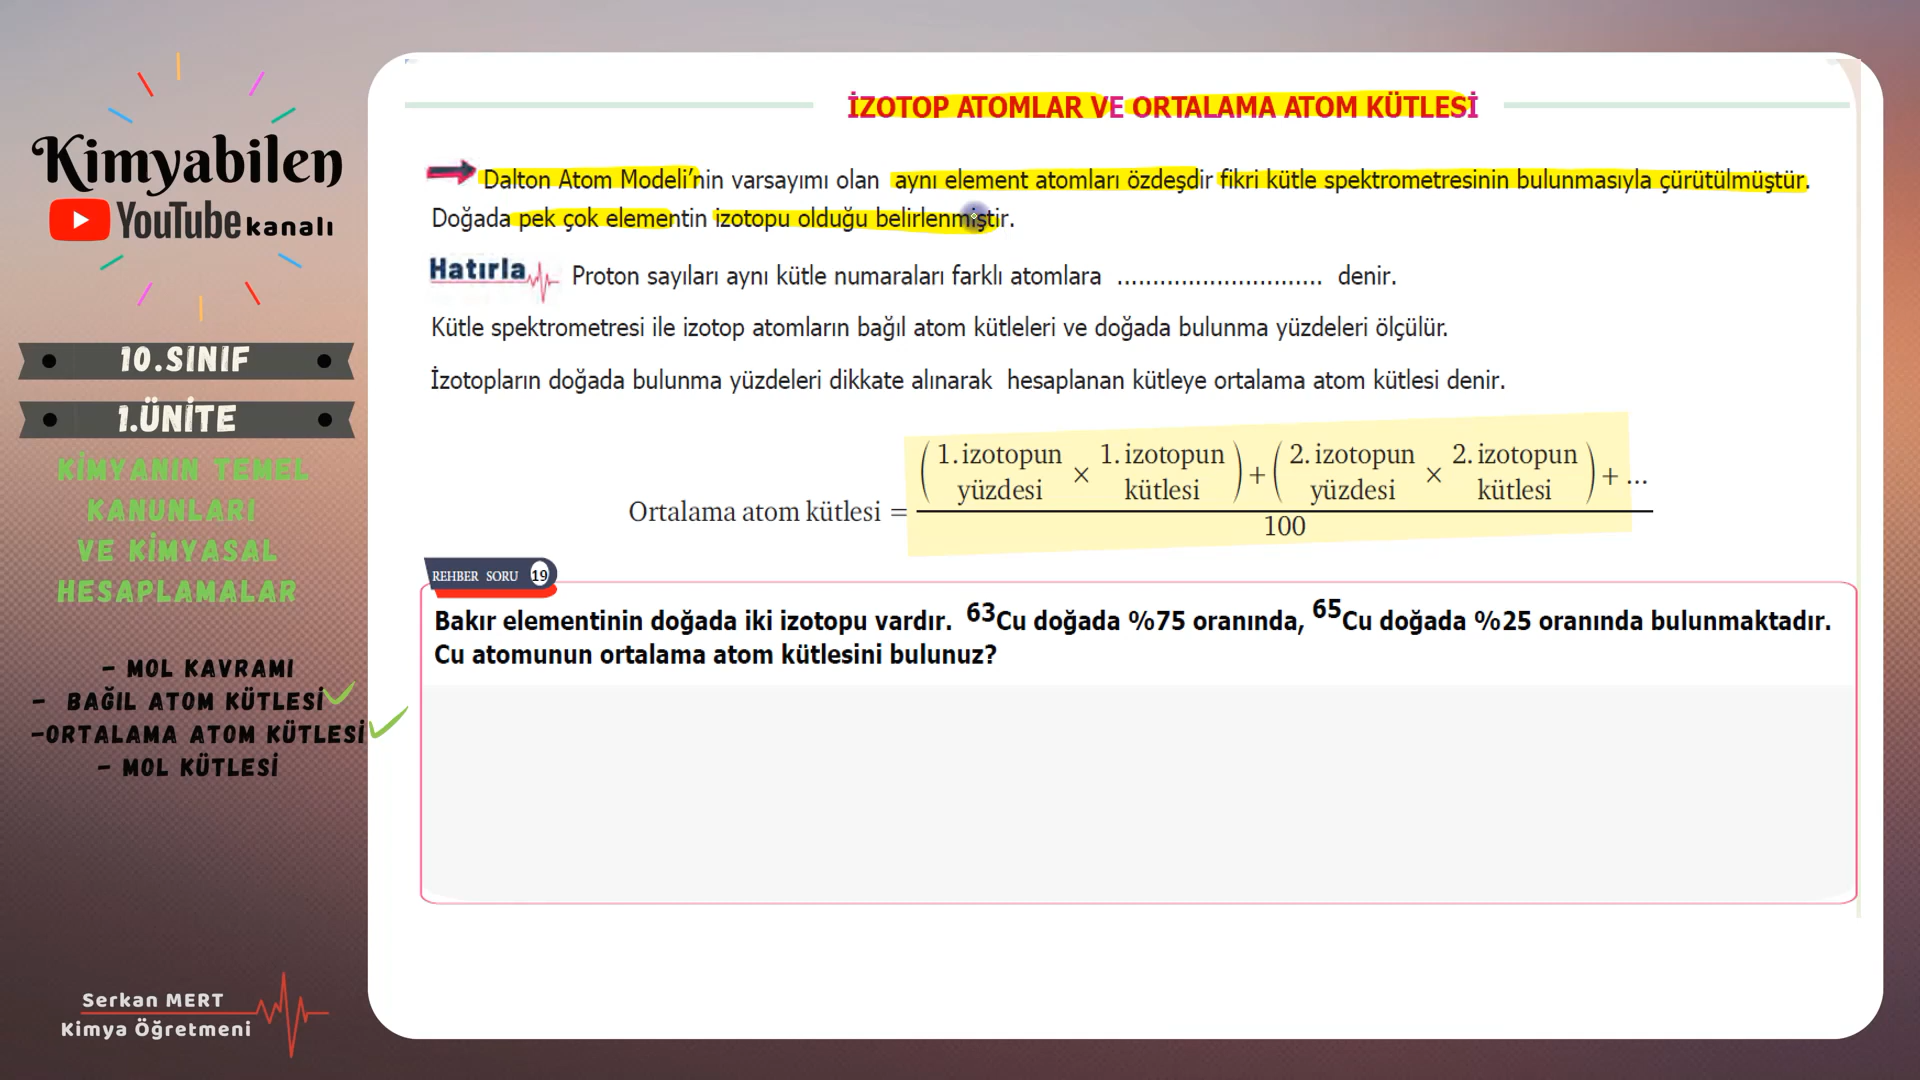 Kimyabilen
YouTube kanalı
10.SINIF
1.ÜNİTE
KİMYANIN TEMEL
KANUNLARI
VE KİMYASAL
HESAPLAMALAR
- MOL KAVRAMI
- BAĞIL ATOM KÜTLESİ
-ORTALAMA ATOM KÜTLESİ
- MOL KÜTLESİ
Serkan MERT
Kimya Öğretmeni
İZOTOP ATOMLAR VE ORTALAMA ATOM KÜTLESİ
Dalton Atom Modeli’nin varsayımı olan aynı element atomları özdeşdir fikri kütle spektrometresinin bulunmasıyla çürütülmüştür.
Doğada pek çok elementin izotopu olduğu belirlenmiştir.
Hatırla Proton sayıları aynı kütle numaraları farklı atomlara ............................ denir.
Kütle spektrometresi ile izotop atomların bağıl atom kütleleri ve doğada bulunma yüzdeleri ölçülür.
İzotopların doğada bulunma yüzdeleri dikkate alınarak hesaplanan kütleye ortalama atom kütlesi denir.
Ortalama atom kütlesi = (1. izotopun yüzdesi × 1. izotopun kütlesi) + (2. izotopun yüzdesi × 2. izotopun kütlesi) + ...
100
REHBER SORU 19
Bakır elementinin doğada iki izotopu vardır. ⁶³Cu doğada %75 oranında, ⁶⁵Cu doğada %25 oranında bulunmaktadır.
Cu atomunun ortalama atom kütlesini bulunuz?